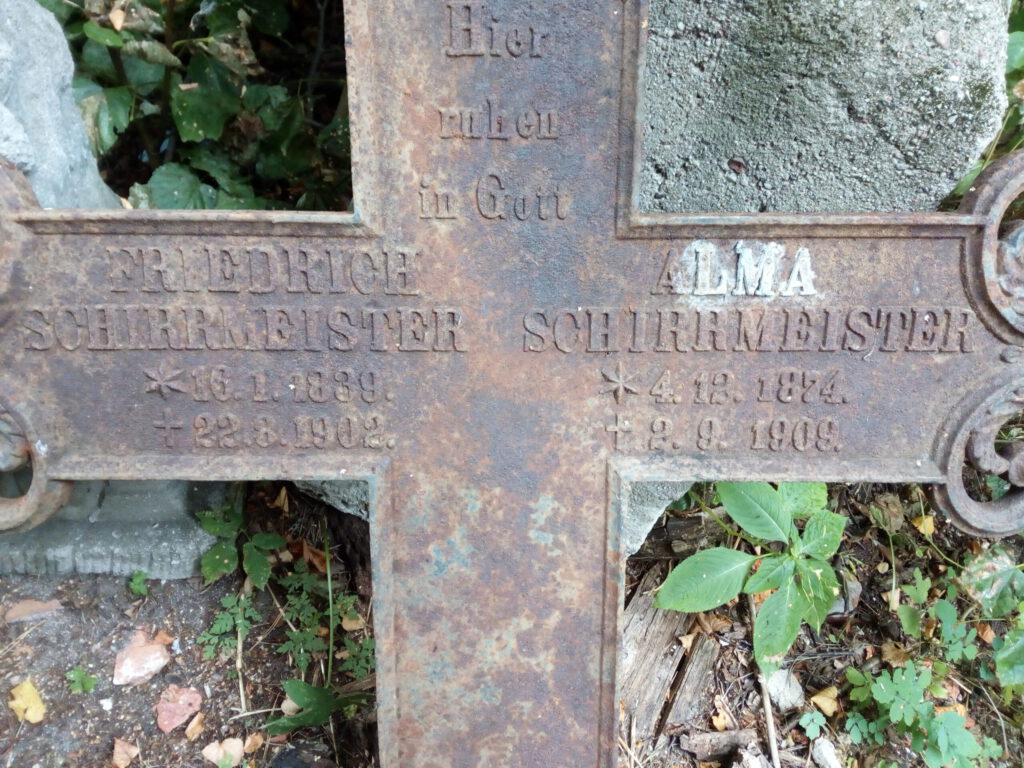 Hier
ruhen
in Gott
FRIEDRICH
SCHIRRMEISTER
* 16. 1. 1839.
† 22. 3. 1902.
ALMA
SCHIRRMEISTER
* 4. 12. 1874.
† 2. 9. 1909.